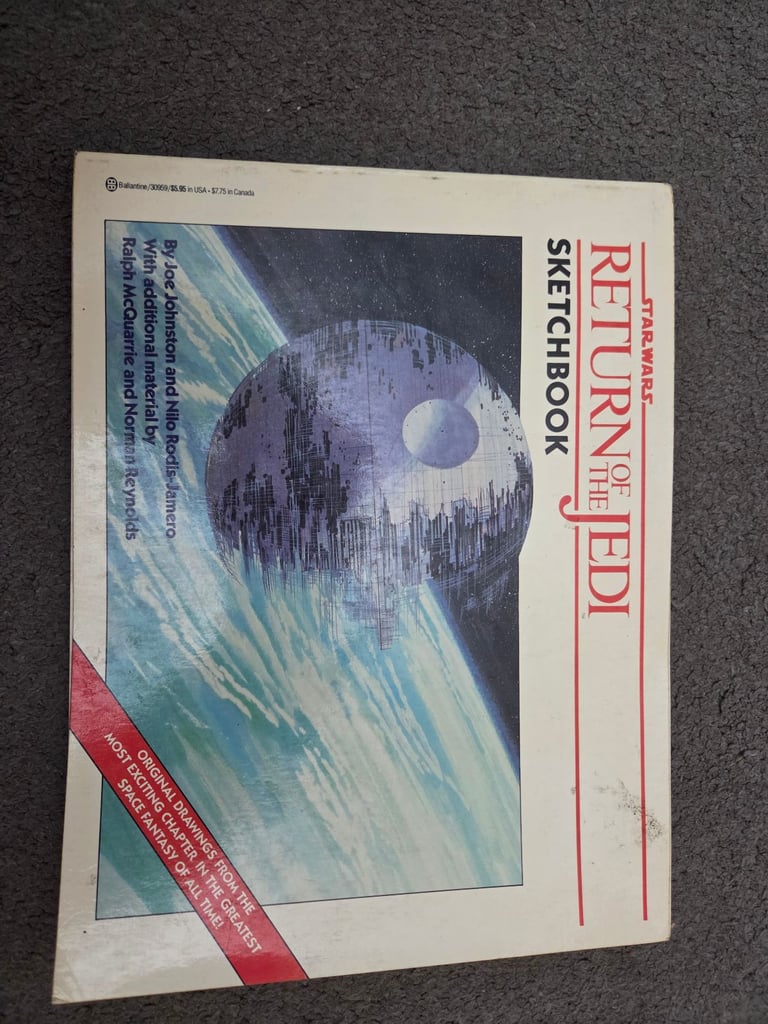 STAR WARS
RETURN OF THE JEDI™
SKETCHBOOK
By Joe Johnston and Nilo Rodis-Jamero
With additional material by
Ralph McQuarrie and Norman Reynolds
BB Ballantine/30959/$5.95 in USA • $7.75 in Canada
ORIGINAL DRAWINGS FROM THE
MOST EXCITING CHAPTER IN THE GREATEST
SPACE FANTASY OF ALL TIME!